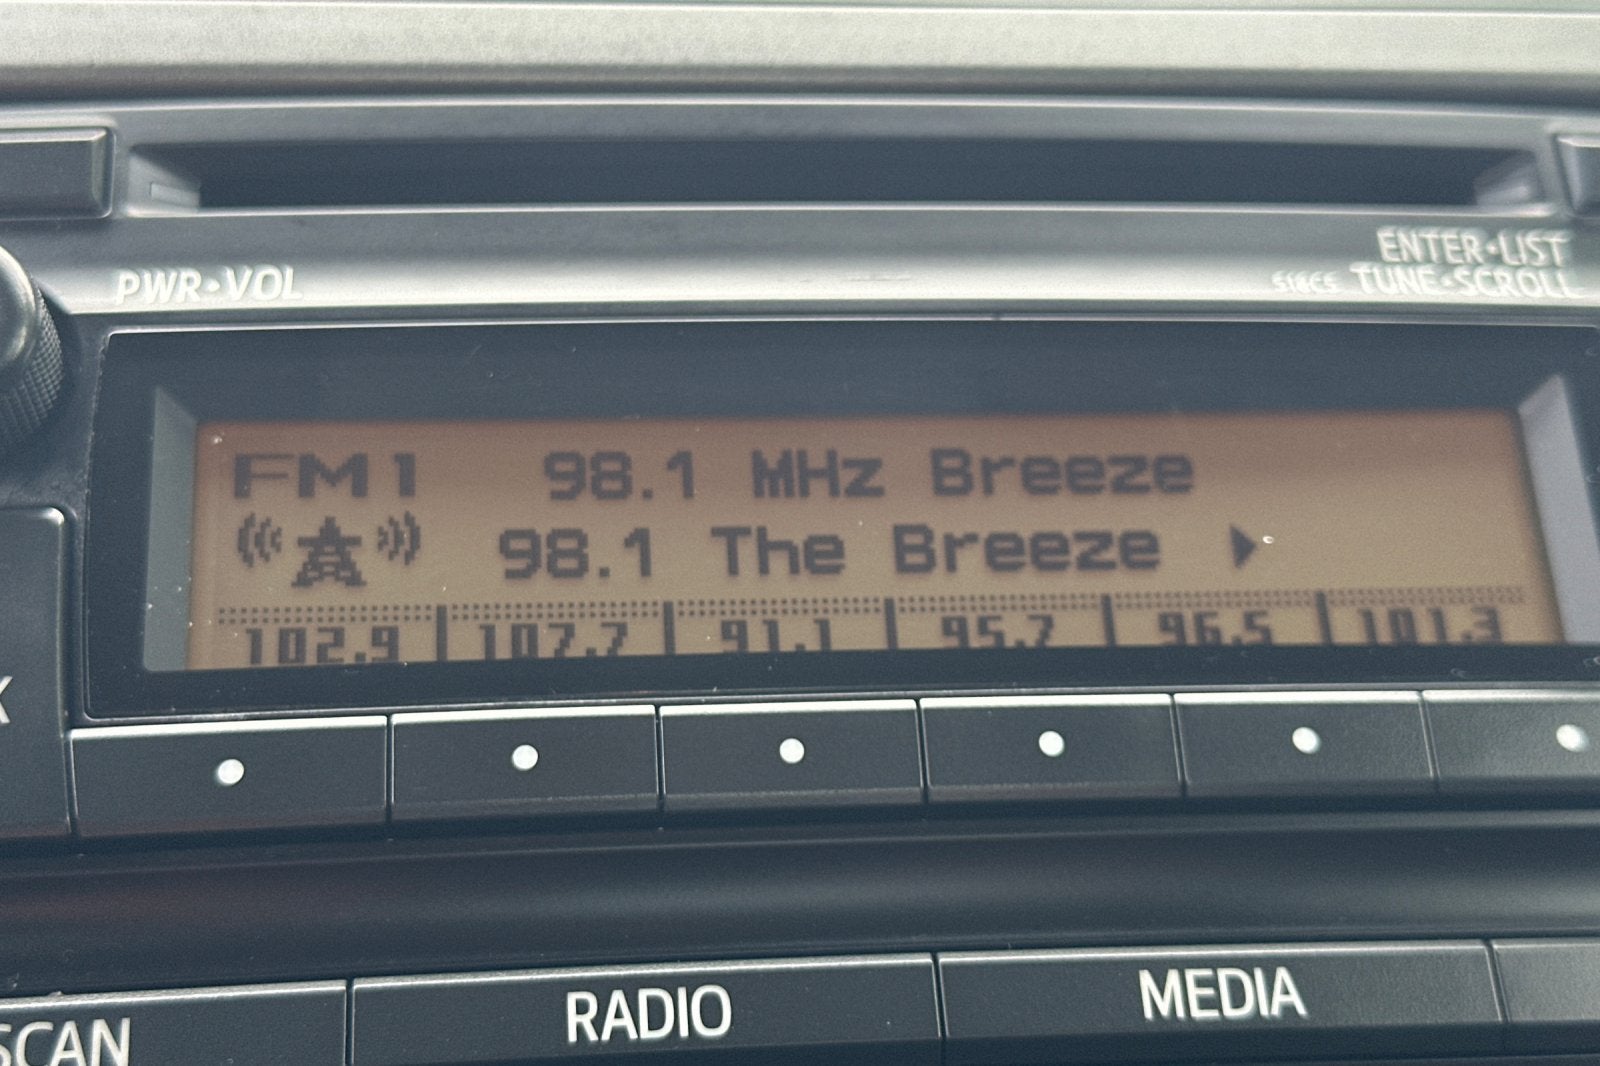 PWR•VOL
ENTER•LIST
518C5 TUNE•SCROLL
FM1 98.1 MHz Breeze
98.1 The Breeze
102.9 107.7 91.1 95.7 96.5 101.3
SCAN RADIO MEDIA